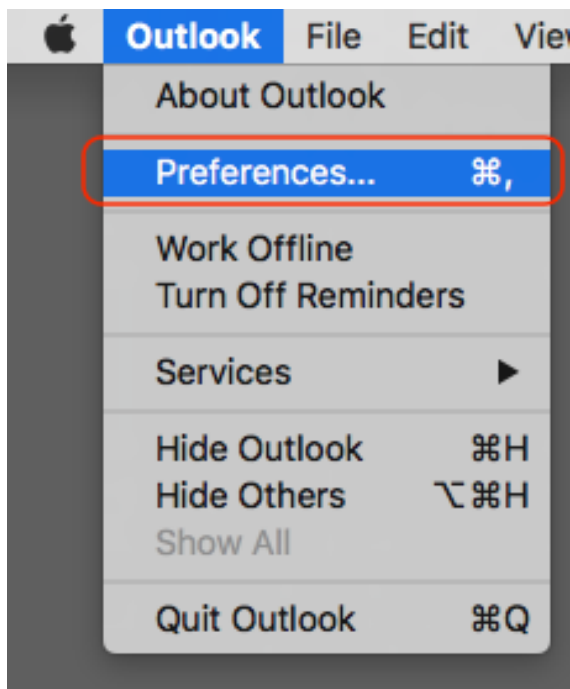 Outlook File Edit
About Outlook
Preferences... ⌘,
Work Offline
Turn Off Reminders
Services ▶
Hide Outlook ⌘H
Hide Others ⌥⌘H
Show All
Quit Outlook ⌘Q